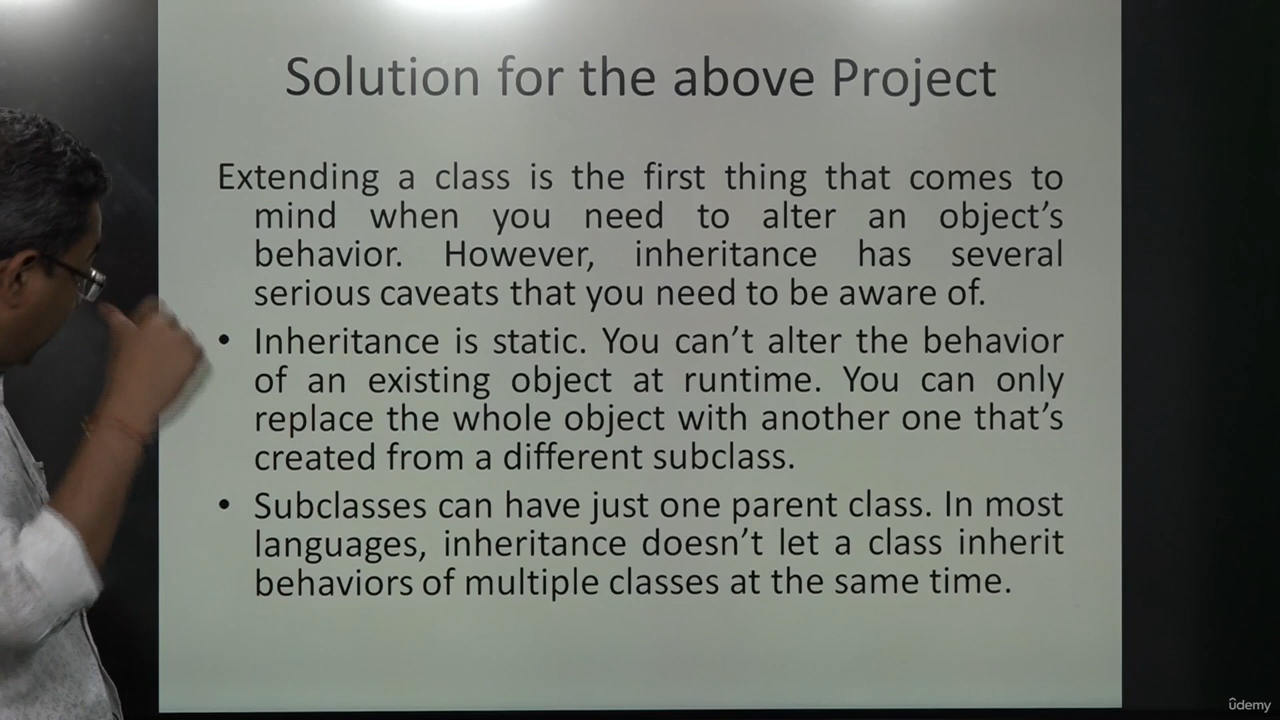 Solution for the above Project
Extending a class is the first thing that comes to
mind when you need to alter an object’s
behavior. However, inheritance has several
serious caveats that you need to be aware of.
• Inheritance is static. You can’t alter the behavior
of an existing object at runtime. You can only
replace the whole object with another one that’s
created from a different subclass.
• Subclasses can have just one parent class. In most
languages, inheritance doesn’t let a class inherit
behaviors of multiple classes at the same time.
ûdemy